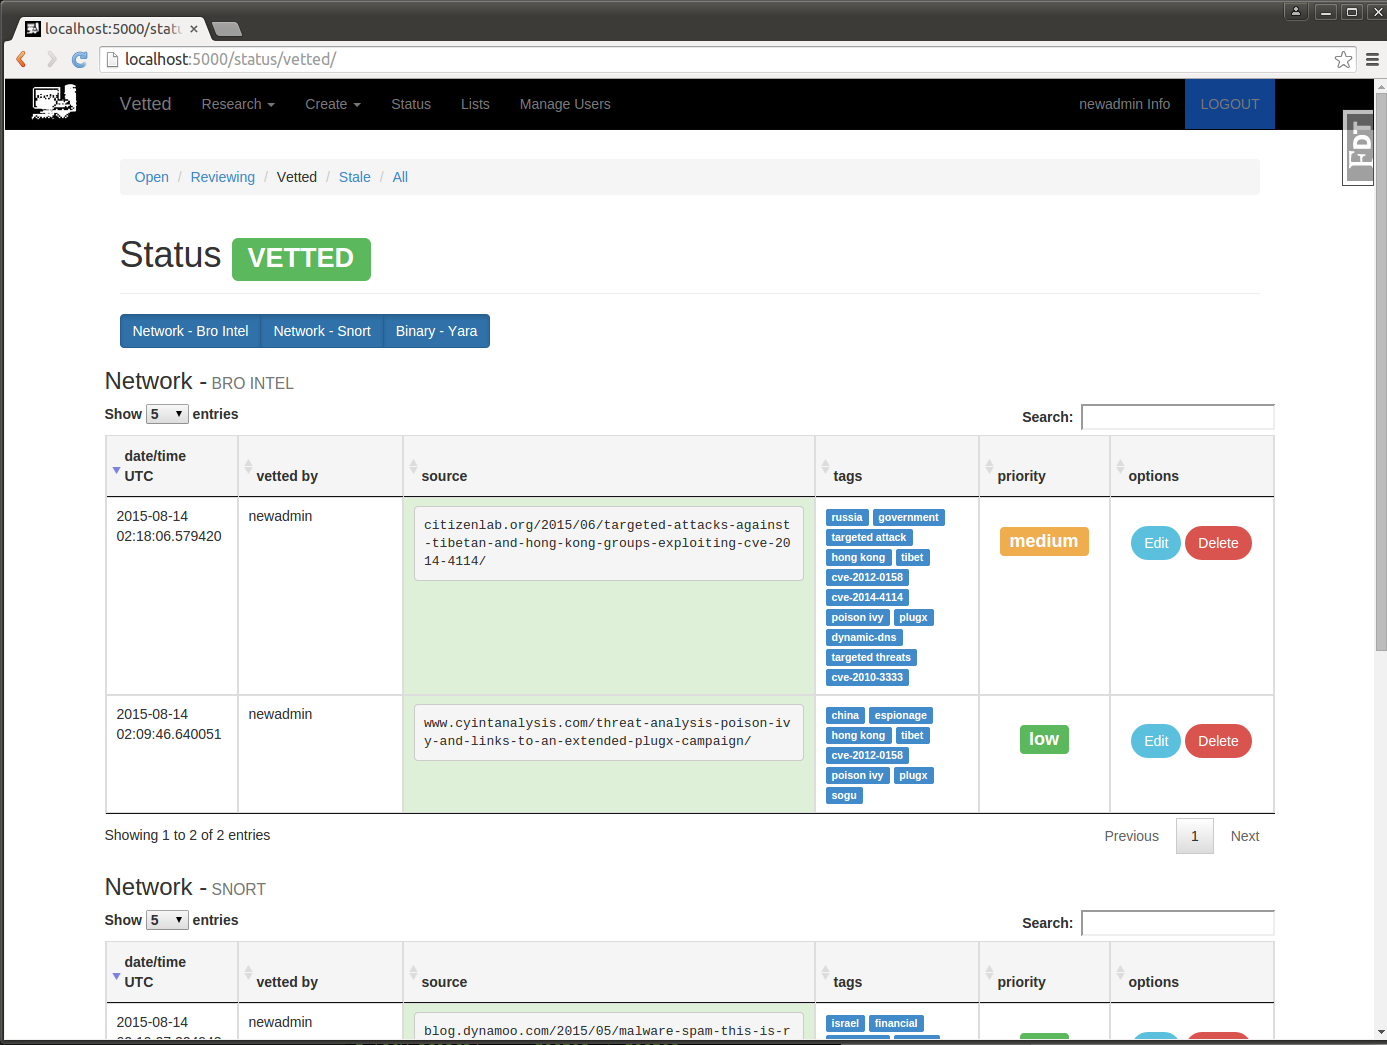 localhost:5000/statu
localhost:5000/status/vetted/
Vetted Research Create Status Lists Manage Users newadmin Info LOGOUT
FDT
Open / Reviewing / Vetted / Stale / All
Status VETTED
Network - Bro Intel Network - Snort Binary - Yara
Network - BRO INTEL
Show 5 entries Search:
date/time
UTC vetted by source tags priority options
2015-08-14
02:18:06.579420
newadmin
citizenlab.org/2015/06/targeted-attacks-against
-tibetan-and-hong-kong-groups-exploiting-cve-20
14-4114/
russia government
targeted attack
hong kong tibet
cve-2012-0158
cve-2014-4114
poison ivy plugx
dynamic-dns
targeted threats
cve-2010-3333
medium
Edit Delete
2015-08-14
02:09:46.640051
newadmin
www.cyintanalysis.com/threat-analysis-poison-iv
y-and-links-to-an-extended-plugx-campaign/
china espionage
hong kong tibet
cve-2012-0158
poison ivy plugx
sogu
low
Edit Delete
Showing 1 to 2 of 2 entries Previous 1 Next
Network - SNORT
Show 5 entries Search:
date/time
UTC vetted by source tags priority options
2015-08-14
newadmin
blog.dynamoo.com/2015/05/malware-spam-this-is-r
israel financial